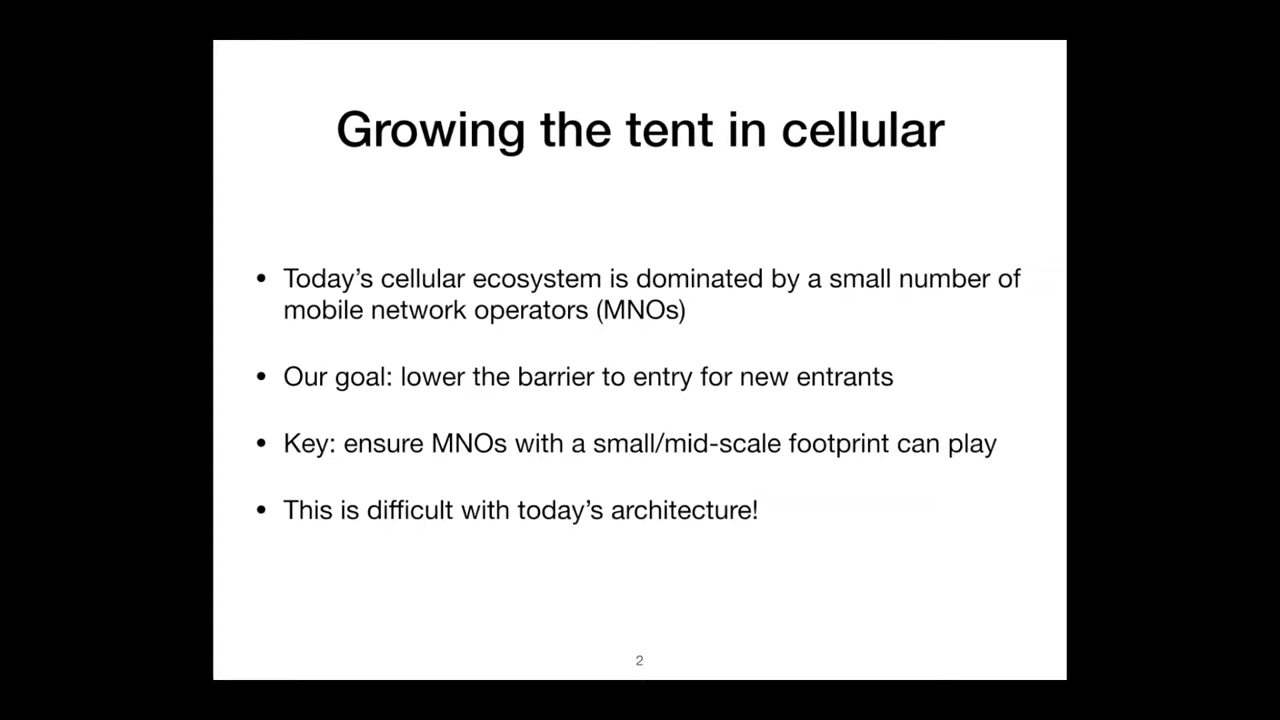 Growing the tent in cellular
• Today’s cellular ecosystem is dominated by a small number of
mobile network operators (MNOs)
• Our goal: lower the barrier to entry for new entrants
• Key: ensure MNOs with a small/mid-scale footprint can play
• This is difficult with today’s architecture!
2